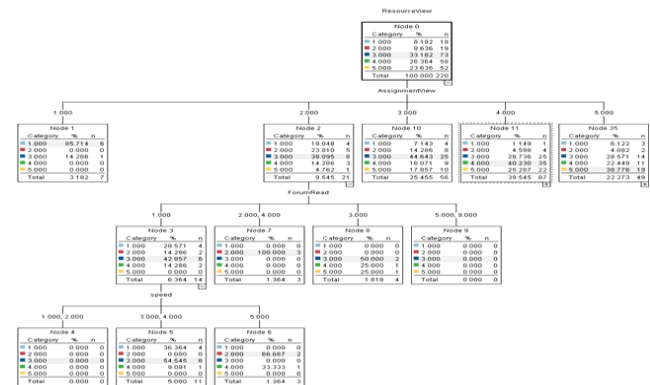 ResourceView
Node 0
Category % n
1.000 8.182 18
2.000 8.636 19
3.000 33.182 73
4.000 26.364 58
5.000 23.636 52
Total 100.000 220
AssignmentView
1.000
2.000
3.000
4.000
5.000
Node 1
Category % n
1.000 85.714 6
2.000 0.000 0
3.000 14.286 1
4.000 0.000 0
5.000 0.000 0
Total 3.182 7
Node 2
Category % n
1.000 19.048 4
2.000 23.810 5
3.000 38.095 8
4.000 14.286 3
5.000 4.762 1
Total 9.545 21
Node 10
Category % n
1.000 7.143 4
2.000 14.286 8
3.000 44.643 25
4.000 16.071 9
5.000 17.857 10
Total 25.455 56
Node 11
Category % n
1.000 1.149 1
2.000 4.598 4
3.000 28.736 25
4.000 40.230 35
5.000 25.287 22
Total 39.545 87
Node 35
Category % n
1.000 6.122 3
2.000 4.082 2
3.000 28.571 14
4.000 22.449 11
5.000 38.776 19
Total 22.273 49
ForumRead
1.000
2.000, 4.000
3.000
Node 3
Category % n
1.000 28.571 4
2.000 14.286 2
3.000 42.857 6
4.000 14.286 2
5.000 0.000 0
Total 6.364 14
Node 7
Category % n
1.000 0.000 0
2.000 100.000 3
3.000 0.000 0
4.000 0.000 0
5.000 0.000 0
Total 1.364 3
Node 8
Category % n
1.000 0.000 0
2.000 0.000 0
3.000 50.000 2
4.000 25.000 1
5.000 25.000 1
Total 1.818 4
Node 9
Category % n
1.000 0.000 0
2.000 0.000 0
3.000 0.000 0
4.000 0.000 0
5.000 0.000 0
Total 0.000 0
speed
1.000, 2.000
3.000, 4.000
5.000
Node 4
Category % n
1.000 0.000 0
2.000 0.000 0
3.000 0.000 0
4.000 0.000 0
5.000 0.000 0
Total 0.000 0
Node 5
Category % n
1.000 36.364 4
2.000 0.000 0
3.000 54.545 6
4.000 9.091 1
5.000 0.000 0
Total 5.000 11
Node 6
Category % n
1.000 0.000 0
2.000 66.667 2
3.000 0.000 0
4.000 33.333 1
5.000 0.000 0
Total 1.364 3